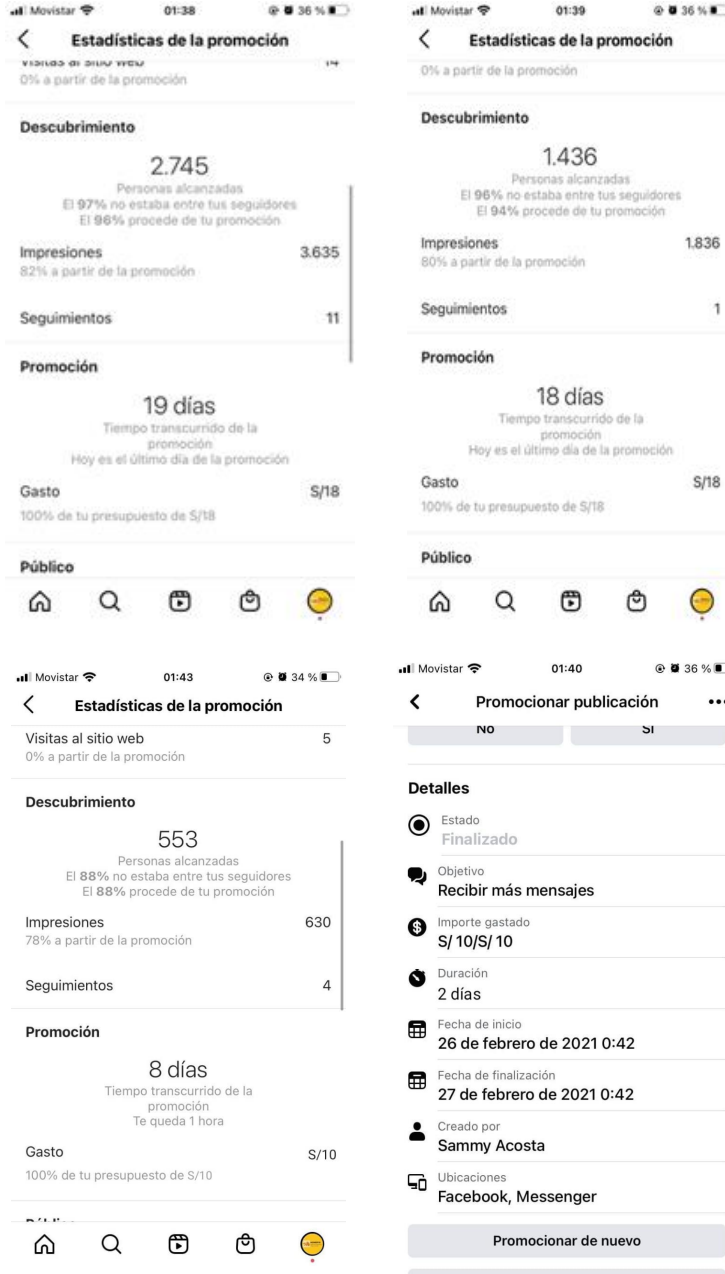 Movistar 01:38 36 %
Estadísticas de la promoción
Visitas al sitio web 14
0% a partir de la promoción
Descubrimiento
2.745
Personas alcanzadas
El 97% no estaba entre tus seguidores
El 96% procede de tu promoción
Impresiones 3.635
82% a partir de la promoción
Seguimientos 11
Promoción
19 días
Tiempo transcurrido de la
promoción
Hoy es el último día de la promoción
Gasto S/18
100% de tu presupuesto de S/18
Público
Movistar 01:39 36 %
Estadísticas de la promoción
0% a partir de la promoción
Descubrimiento
1.436
Personas alcanzadas
El 96% no estaba entre tus seguidores
El 94% procede de tu promoción
Impresiones 1.836
80% a partir de la promoción
Seguimientos 1
Promoción
18 días
Tiempo transcurrido de la
promoción
Hoy es el último día de la promoción
Gasto S/18
100% de tu presupuesto de S/18
Público
Movistar 01:43 34 %
Estadísticas de la promoción
Visitas al sitio web 5
0% a partir de la promoción
Descubrimiento
553
Personas alcanzadas
El 88% no estaba entre tus seguidores
El 88% procede de tu promoción
Impresiones 630
78% a partir de la promoción
Seguimientos 4
Promoción
8 días
Tiempo transcurrido de la
promoción
Te queda 1 hora
Gasto S/10
100% de tu presupuesto de S/10
Movistar 01:40 36 %
Promocionar publicación
No Sí
Detalles
Estado
Finalizado
Objetivo
Recibir más mensajes
Importe gastado
S/ 10/S/ 10
Duración
2 días
Fecha de inicio
26 de febrero de 2021 0:42
Fecha de finalización
27 de febrero de 2021 0:42
Creado por
Sammy Acosta
Ubicaciones
Facebook, Messenger
Promocionar de nuevo